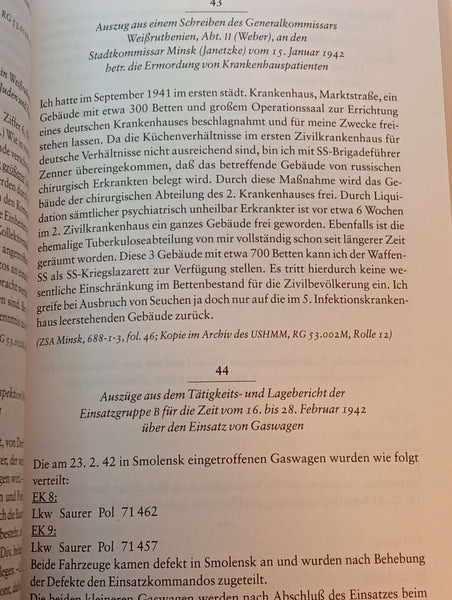 RG 53.002M
43
Auszug aus einem Schreiben des Generalkommissars
Weißruthenien, Abt. II (Weber), an den
Stadtkommissar Minsk (Janetzke) vom 15. Januar 1942
betr. die Ermordung von Krankenhauspatienten
Ich hatte im September 1941 im ersten städt. Krankenhaus, Marktstraße, ein
Gebäude mit etwa 300 Betten und großem Operationssaal zur Errichtung
eines deutschen Krankenhauses beschlagnahmt und für meine Zwecke frei-
stehen lassen. Da die Küchenverhältnisse im ersten Zivilkrankenhaus für
deutsche Verhältnisse nicht ausreichend sind, bin ich mit SS-Brigadeführer
Zenner übereingekommen, daß das betreffende Gebäude von russischen
chirurgisch Erkrankten belegt wird. Durch diese Maßnahme wird das Ge-
bäude der chirurgischen Abteilung des 2. Krankenhauses frei. Durch Liqui-
dation sämtlicher psychiatrisch unheilbar Erkrankter ist vor etwa 6 Wochen
im 2. Zivilkrankenhaus ein ganzes Gebäude frei geworden. Ebenfalls ist die
ehemalige Tuberkuloseabteilung von mir vollständig schon seit längerer Zeit
geräumt worden. Diese 3 Gebäude mit etwa 700 Betten kann ich der Waffen-
SS als SS-Kriegslazarett zur Verfügung stellen. Es tritt hierdurch keine we-
sentliche Einschränkung im Bettenbestand für die Zivilbevölkerung ein. Ich
greife bei Ausbruch von Seuchen ja doch nur auf die im 5. Infektionskranken-
haus leerstehenden Gebäude zurück.
(ZSA Minsk, 688-1-3, fol. 46; Kopie im Archiv des USHMM, RG 53.002M, Rolle 12)
44
Auszüge aus dem Tätigkeits- und Lagebericht der
Einsatzgruppe B für die Zeit vom 16. bis 28. Februar 1942
über den Einsatz von Gaswagen
Die am 23. 2. 42 in Smolensk eingetroffenen Gaswagen wurden wie folgt
verteilt:
EK 8:
Lkw Saurer Pol 71 462
EK 9:
Lkw Saurer Pol 71 457
Beide Fahrzeuge kamen defekt in Smolensk an und wurden nach Behebung
der Defekte den Einsatzkommandos zugeteilt.
Die beiden kleineren Gaswagen werden nach Abschluß des Einsatzes beim